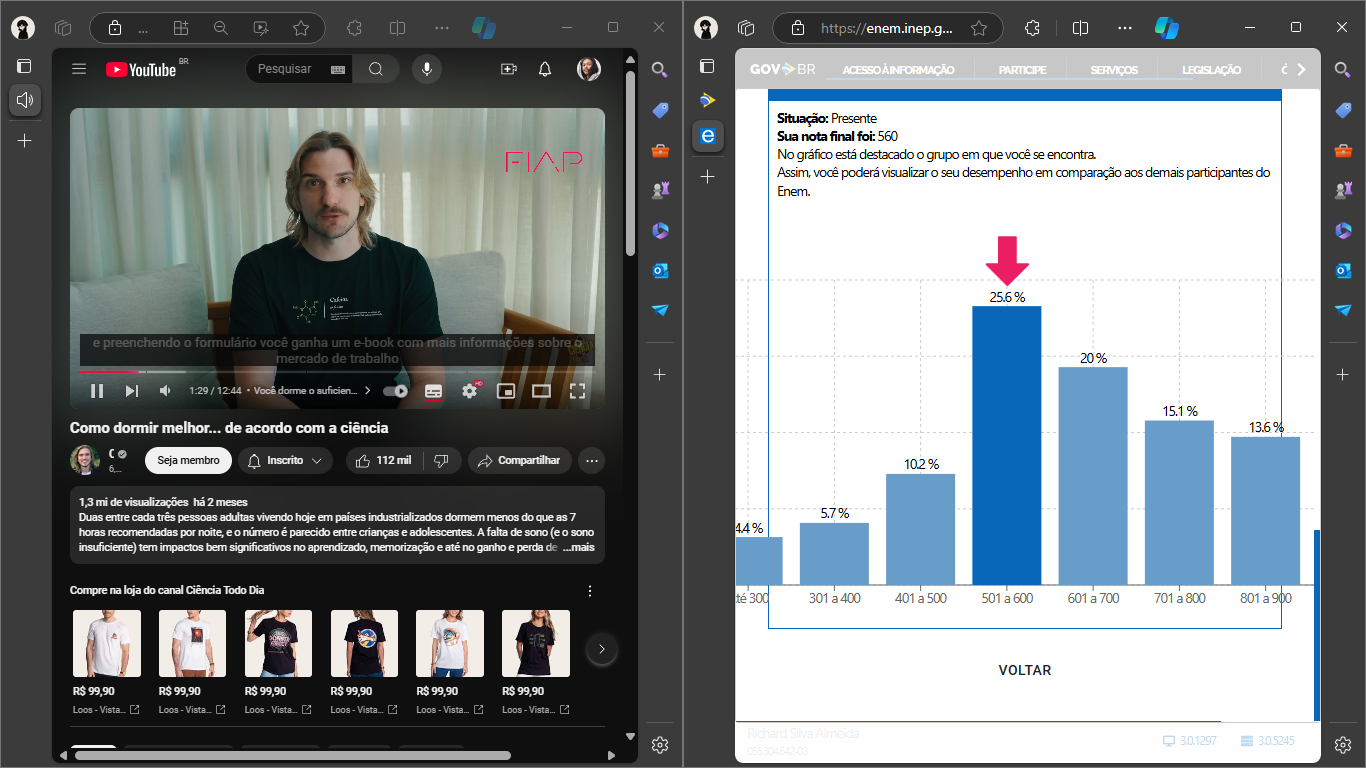 ...
YouTube BR
Pesquisar
FIAP
Cafeína
e preenchendo o formulário você ganha um e-book com mais informações sobre o
mercado de trabalho
1:29 / 12:44 • Você dorme o suficien...
HD
Como dormir melhor... de acordo com a ciência
C
6,...
Seja membro
Inscrito
112 mil
Compartilhar
...
1,3 mi de visualizações há 2 meses
Duas entre cada três pessoas adultas vivendo hoje em países industrializados dormem menos do que as 7
horas recomendadas por noite, e o número é parecido entre crianças e adolescentes. A falta de sono (e o sono
insuficiente) tem impactos bem significativos no aprendizado, memorização e até no ganho e perda de ...mais
Compre na loja do canal Ciência Todo Dia
R$ 99,90 R$ 99,90 R$ 99,90 R$ 99,90 R$ 99,90 R$ 99,90
Loos - Vista... Loos - Vista... Loos - Vista... Loos - Vista... Loos - Vista... Loos - Vista...
https://enem.inep.g...
GOV BR
ACESSO À INFORMAÇÃO PARTICIPE SERVIÇOS LEGISLAÇÃO
Situação: Presente
Sua nota final foi: 560
No gráfico está destacado o grupo em que você se encontra.
Assim, você poderá visualizar o seu desempenho em comparação aos demais participantes do
Enem.
4.4 % 5.7 % 10.2 % 25.6 % 20 % 15.1 % 13.6 %
té 300 301 a 400 401 a 500 501 a 600 601 a 700 701 a 800 801 a 900
VOLTAR
Richard Silva Almeida
055.304.642-03
3.0.1297 3.0.5245